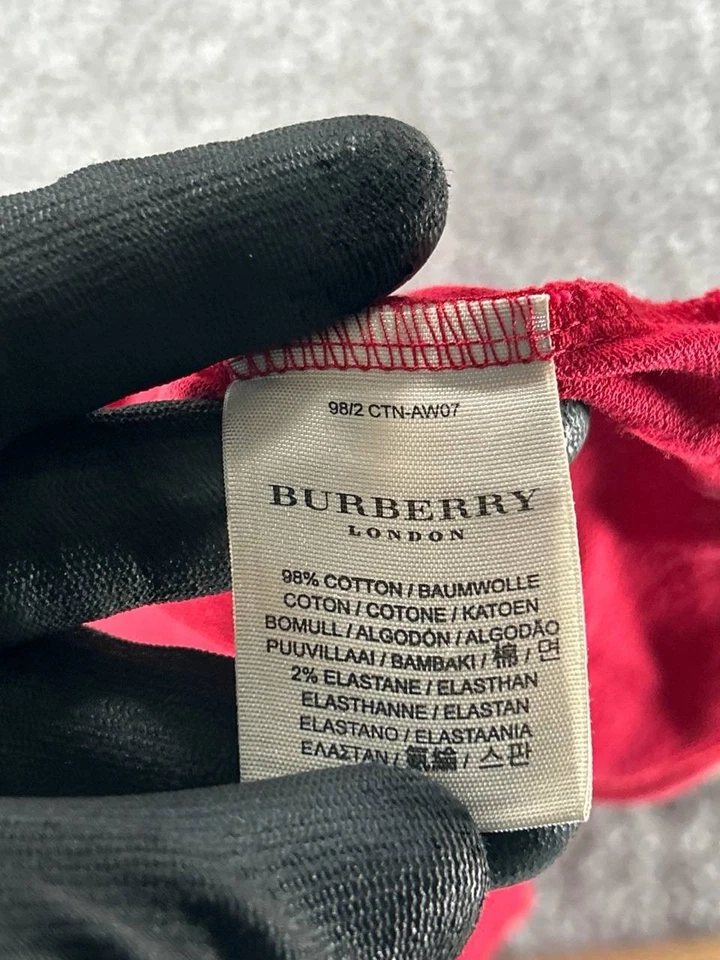 98/2 CTN-AW07
BURBERRY
LONDON
98% COTTON / BAUMWOLLE
COTON / COTONE / KATOEN
BOMULL / ALGODÓN / ALGODÃO
PUUVILLAAI / BAMBAKI / 棉 / 면
2% ELASTANE / ELASTHAN
ELASTHANNE / ELASTAN
ELASTANO / ELASTAANIA
ΕΛΑΣΤΑΝ / 氨綸 / 스판